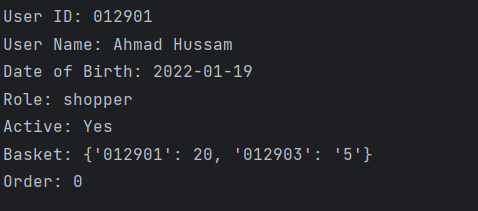 User ID: 012901
User Name: Ahmad Hussam
Date of Birth: 2022-01-19
Role: shopper
Active: Yes
Basket: {'012901': 20, '012903': '5'}
Order: 0